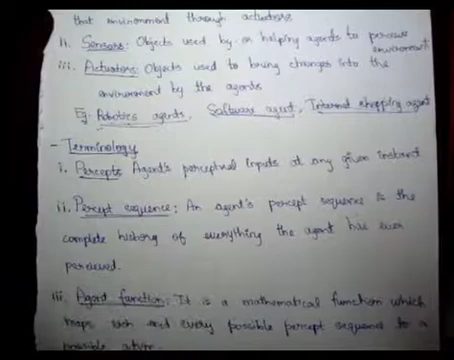 that environment through actuators
ii. Sensors: Objects used by or helping agents to perceive environment
iii. Actuators: Objects used to bring changes into the
environment by the agents
Eg. Robotics agents, Software agent, Internet shopping agent
- Terminology
i. Percepts Agent's perceptual inputs at any given instant
ii. Percept sequence: An agent's percept sequence is the
complete history of everything the agent has ever
perceived.
iii. Agent function: It is a mathematical function which
maps each and every possible percept sequence to a
possible action